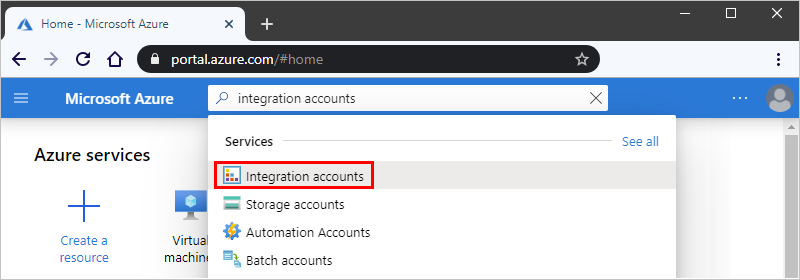 Home - Microsoft Azure
portal.azure.com/#home
Microsoft Azure
integration accounts
Services
See all
Azure services
Integration accounts
Storage accounts
Automation Accounts
Batch accounts
Create a
resource
Virtual
machine